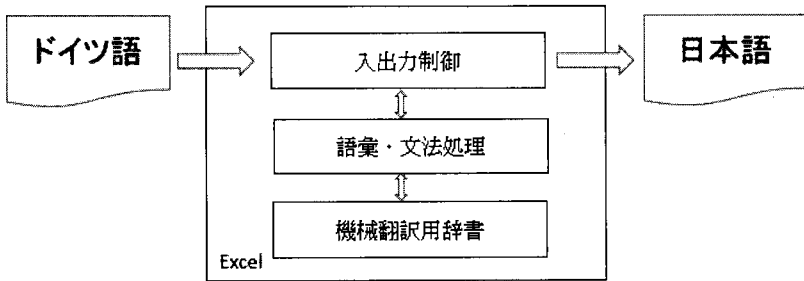 ドイツ語
入出力制御
日本語
語彙・文法処理
機械翻訳用辞書
Excel